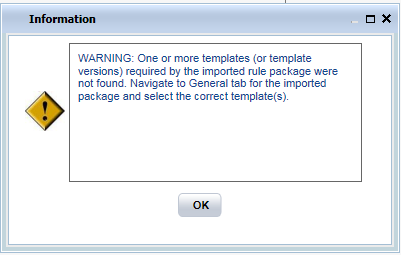 Information
WARNING: One or more templates (or template
versions) required by the imported rule package were
not found. Navigate to General tab for the imported
package and select the correct template(s).
OK